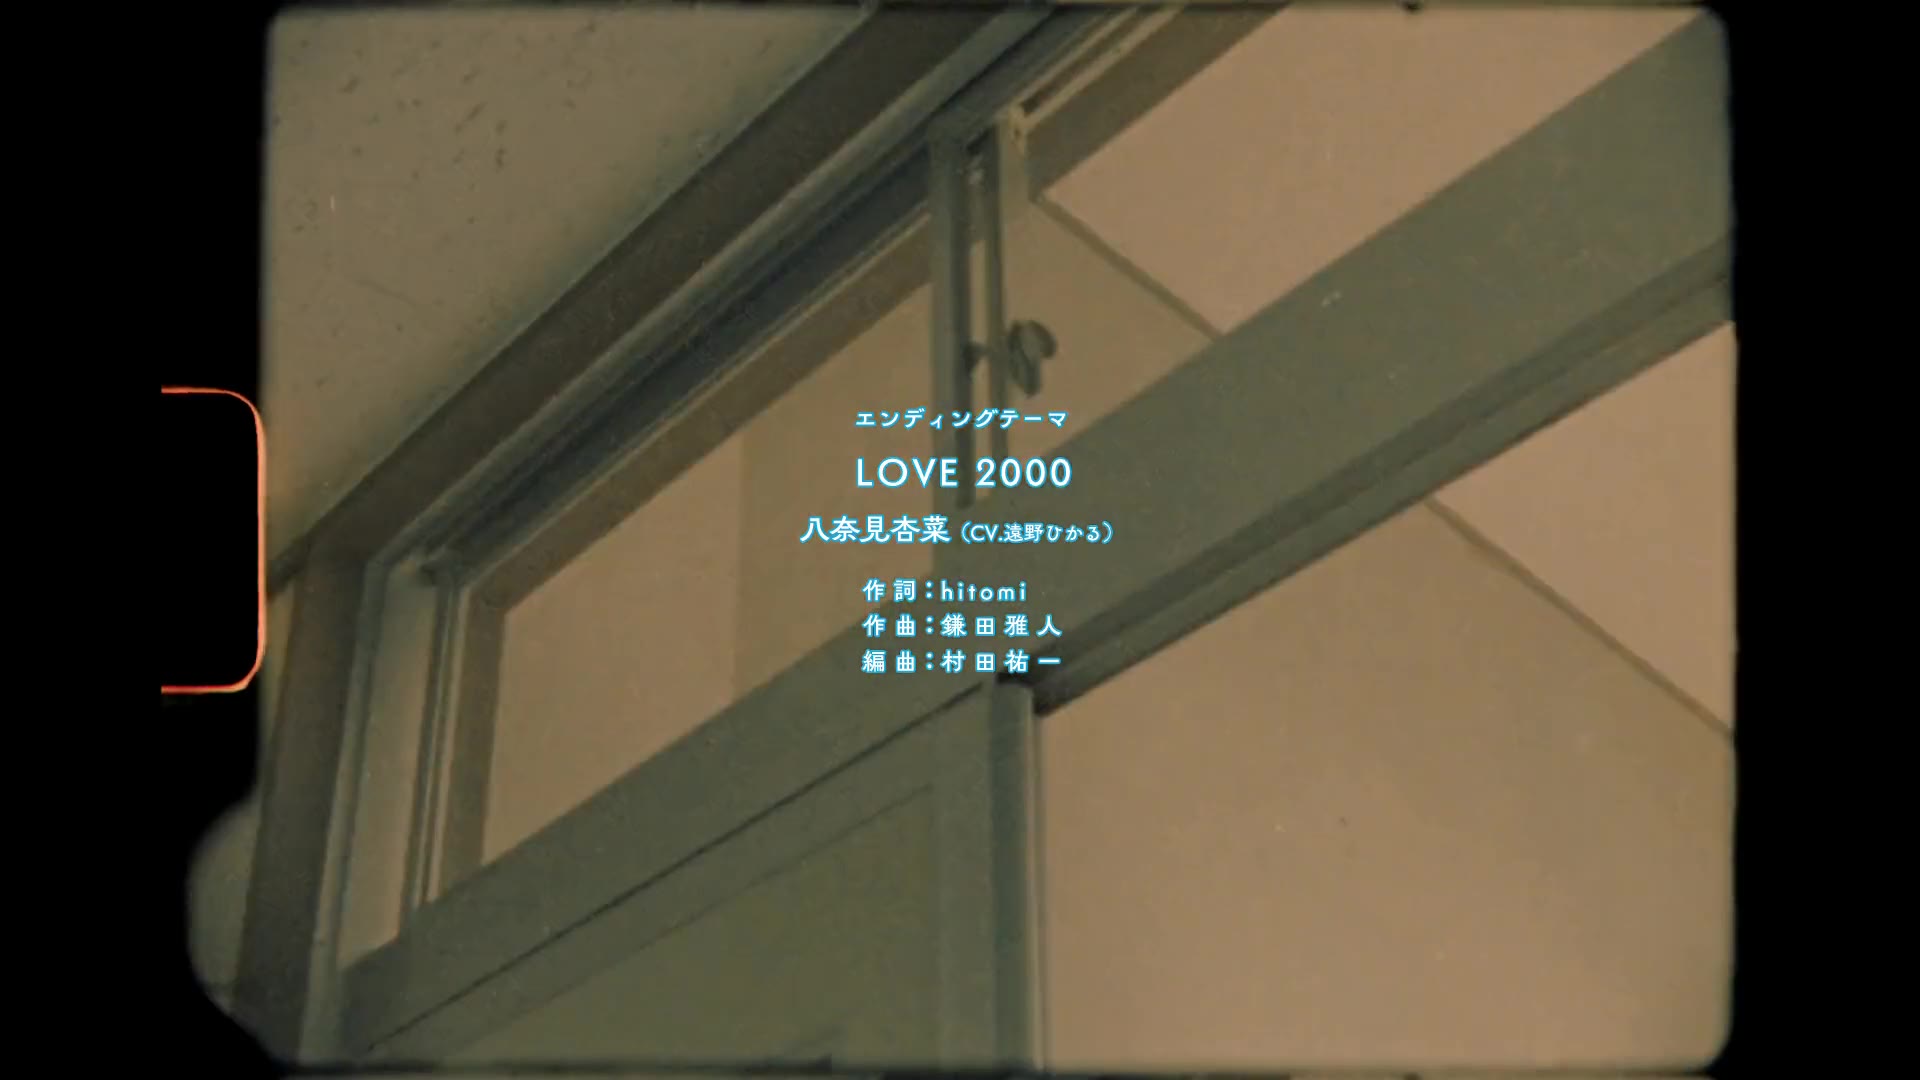 エンディングテーマ
LOVE 2000
八奈見杏菜（CV.遠野ひかる）
作詞：hitomi
作曲：鎌田雅人
編曲：村田祐一